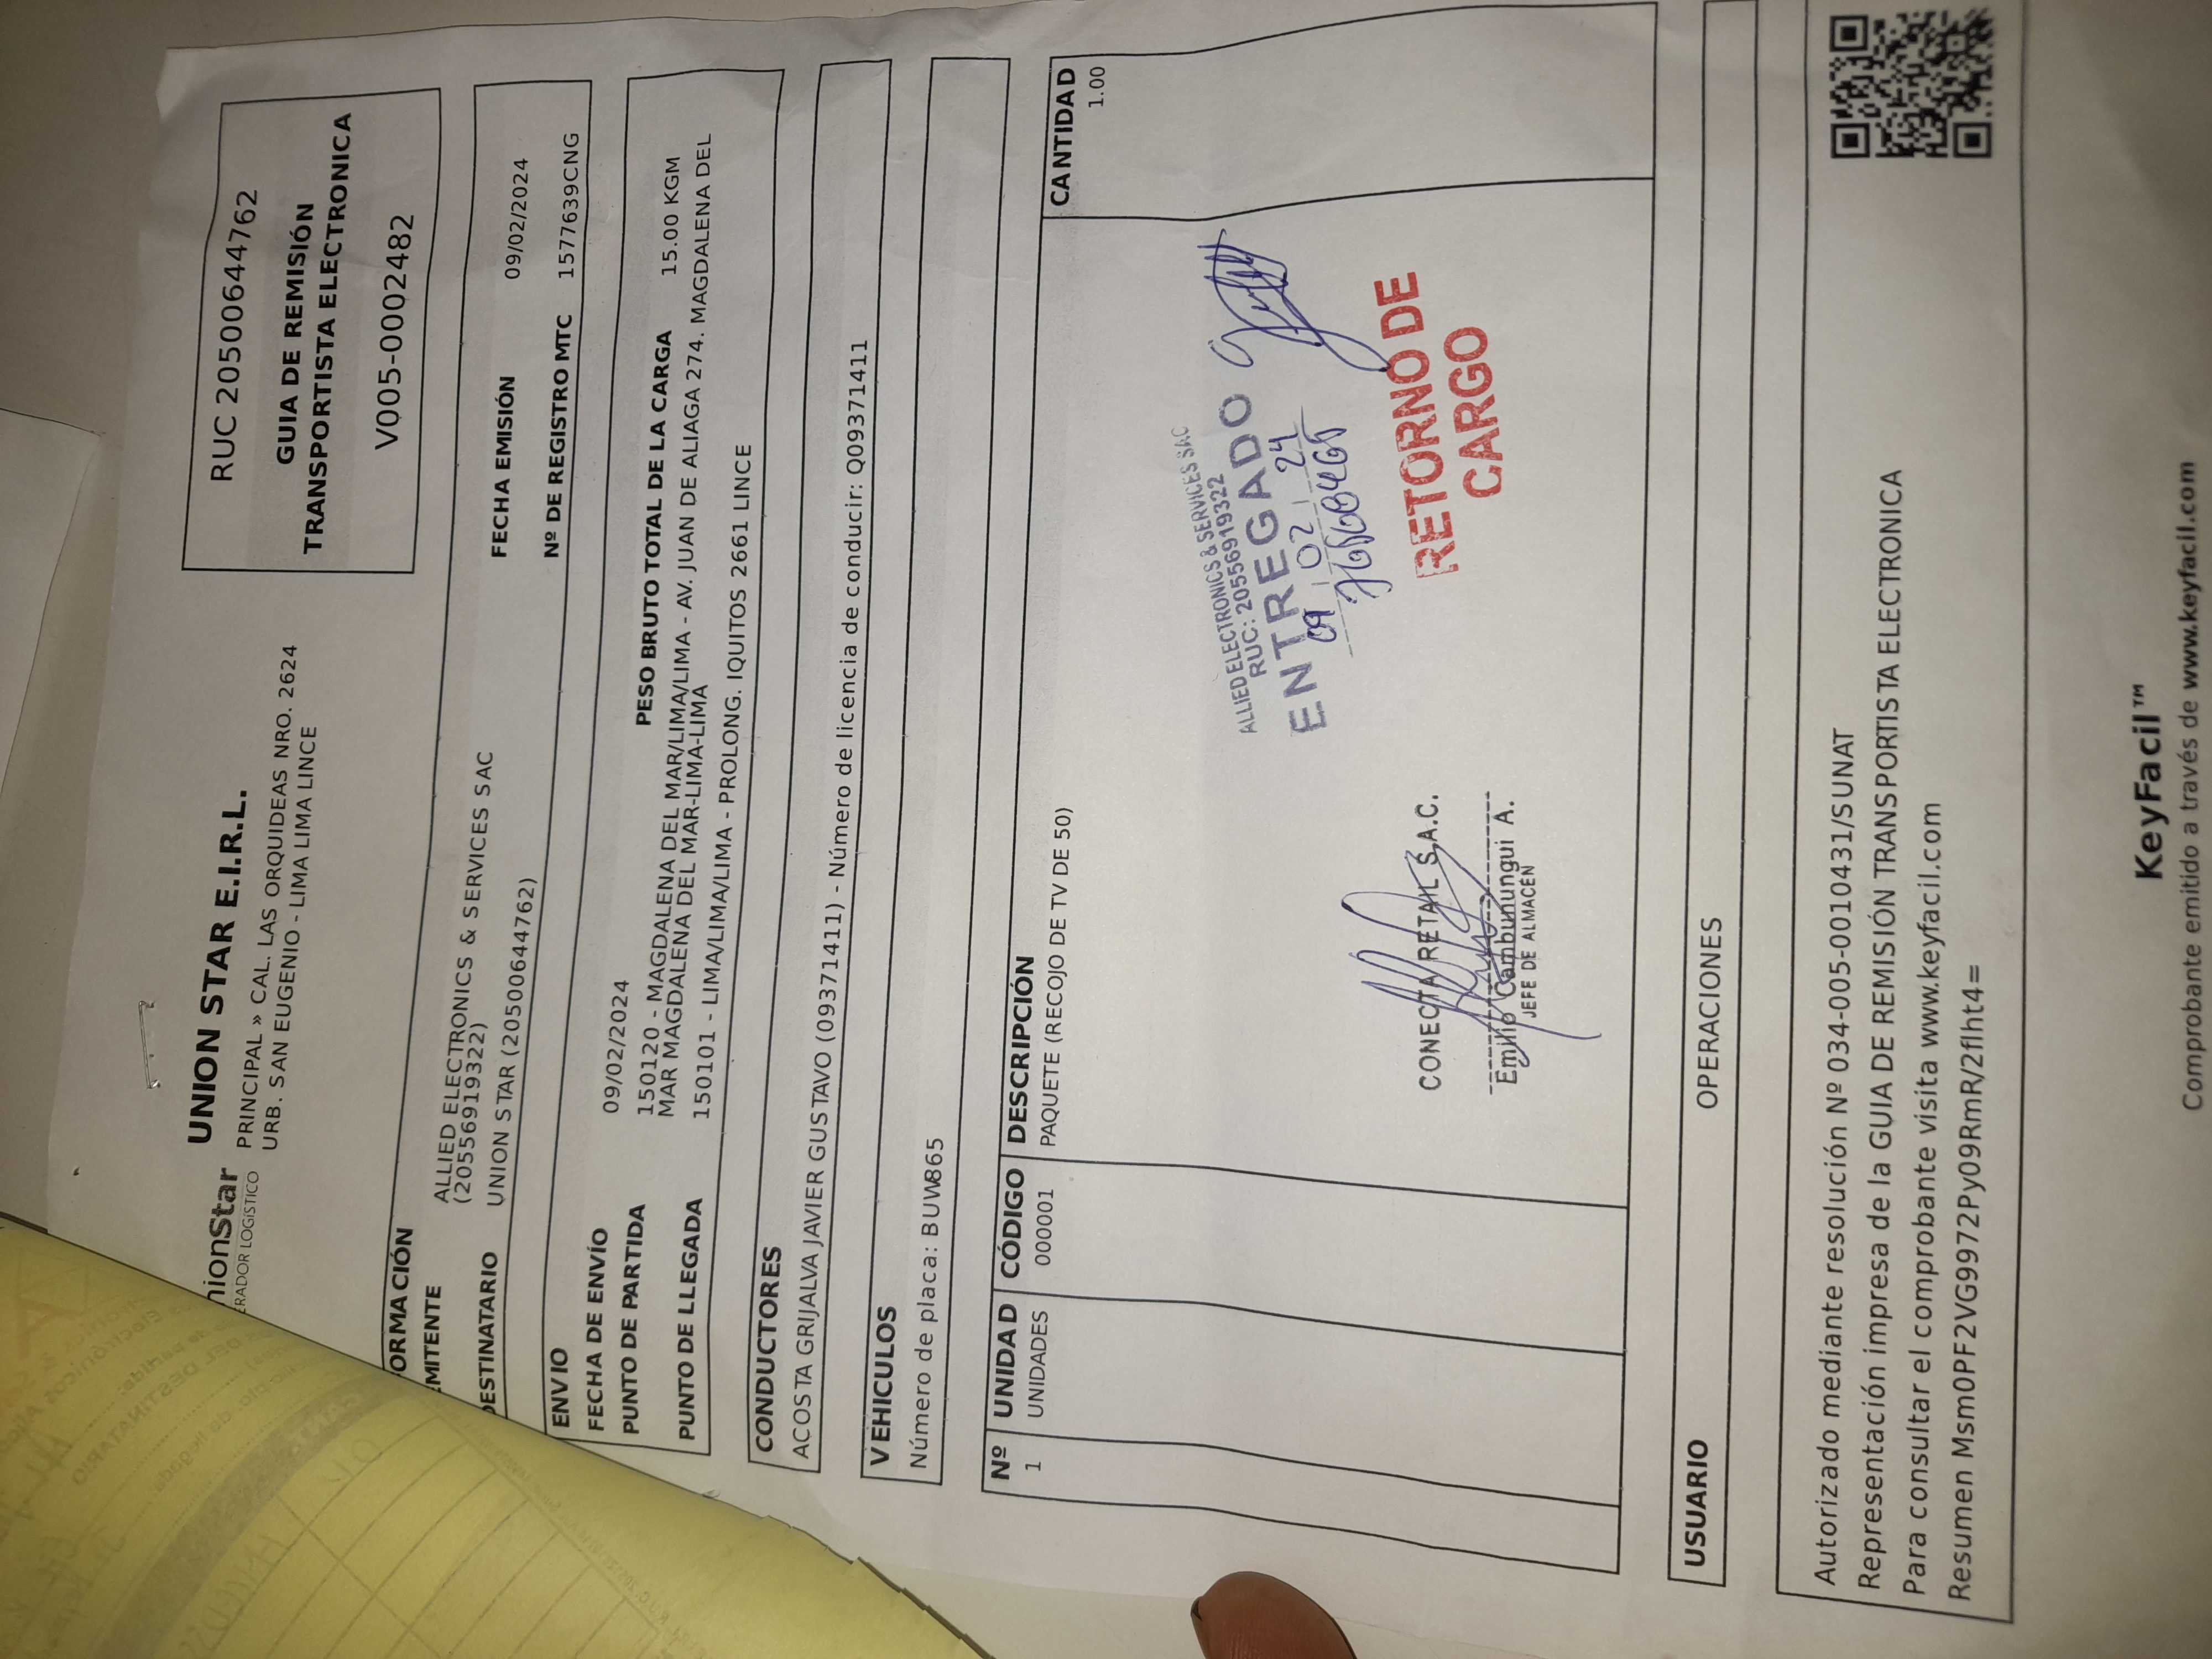 nionStar
ERADOR LOGÍSTICO
UNION STAR E.I.R.L.
PRINCIPAL » CAL. LAS ORQUIDEAS NRO. 2624
URB. SAN EUGENIO - LIMA LIMA LINCE
RUC 20500644762
GUIA DE REMISIÓN
TRANSPORTISTA ELECTRONICA
V005-0002482
ORMACIÓN
EMITENTE ALLIED ELECTRONICS & SERVICES SAC
(20556919322)
FECHA EMISIÓN 09/02/2024
DESTINATARIO UNION STAR (20500644762)
Nº DE REGISTRO MTC 1577639CNG
ENVIO
FECHA DE ENVÍO 09/02/2024
PESO BRUTO TOTAL DE LA CARGA 15.00 KGM
PUNTO DE PARTIDA 150120 - MAGDALENA DEL MAR/LIMA/LIMA - AV. JUAN DE ALIAGA 274. MAGDALENA DEL
MAR MAGDALENA DEL MAR-LIMA-LIMA
PUNTO DE LLEGADA 150101 - LIMA/LIMA/LIMA - PROLONG. IQUITOS 2661 LINCE
CONDUCTORES
ACOSTA GRIJALVA JAVIER GUSTAVO (09371411) - Número de licencia de conducir: Q09371411
VEHICULOS
Número de placa: BUW865
Nº UNIDAD CÓDIGO DESCRIPCIÓN CANTIDAD
1 UNIDADES 000001 PAQUETE (RECOJO DE TV DE 50) 1.00
ALLIED ELECTRONICS & SERVICES SAC
RUC: 20556919322
ENTREGADO
09 02 24
RETORNO DE
CARGO
CONECTA RETAIL S.A.C.
Emilio Cambunungui A.
JEFE DE ALMACÉN
USUARIO OPERACIONES
Autorizado mediante resolución Nº 034-005-0010431/SUNAT
Representación impresa de la GUIA DE REMISIÓN TRANSPORTISTA ELECTRONICA
Para consultar el comprobante visita www.keyfacil.com
Resumen Msm0PF2VG9972Py09RmR/2flht4=
KeyFacil™
Comprobante emitido a través de www.keyfacil.com